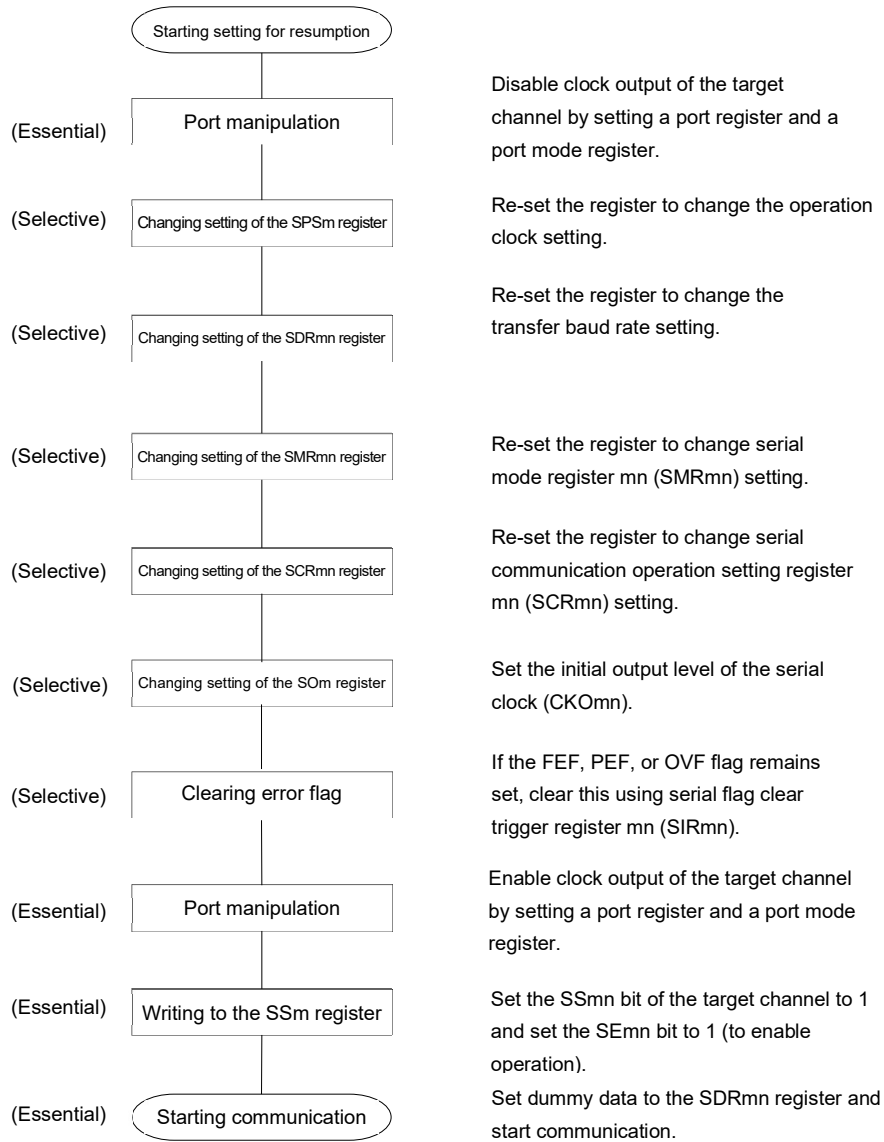 Starting setting for resumption
(Essential)
Port manipulation
Disable clock output of the target
channel by setting a port register and a
port mode register.
(Selective)
Changing setting of the SPSm register
Re-set the register to change the operation
clock setting.
(Selective)
Changing setting of the SDRmn register
Re-set the register to change the
transfer baud rate setting.
(Selective)
Changing setting of the SMRmn register
Re-set the register to change serial
mode register mn (SMRmn) setting.
(Selective)
Changing setting of the SCRmn register
Re-set the register to change serial
communication operation setting register
mn (SCRmn) setting.
(Selective)
Changing setting of the SOm register
Set the initial output level of the serial
clock (CKOmn).
(Selective)
Clearing error flag
If the FEF, PEF, or OVF flag remains
set, clear this using serial flag clear
trigger register mn (SIRmn).
(Essential)
Port manipulation
Enable clock output of the target channel
by setting a port register and a port mode
register.
(Essential)
Writing to the SSm register
Set the SSmn bit of the target channel to 1
and set the SEmn bit to 1 (to enable
operation).
(Essential)
Starting communication
Set dummy data to the SDRmn register and
start communication.